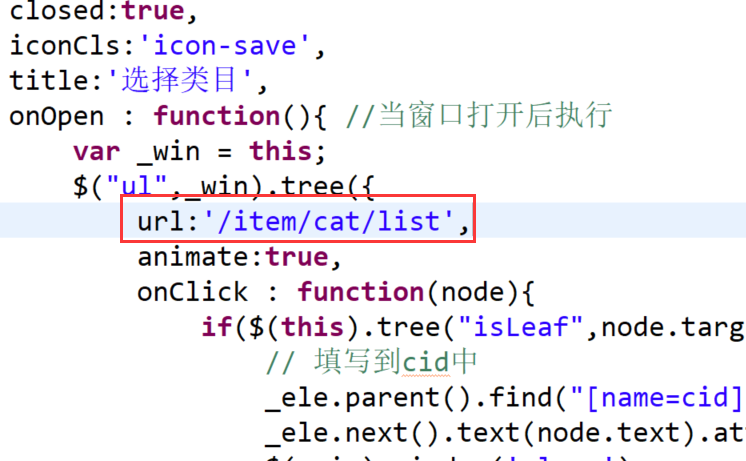 closed:true,
iconCls:'icon-save',
title:'选择类目',
onOpen : function(){ //当窗口打开后执行
var _win = this;
$("ul",_win).tree({
url:'/item/cat/list',
animate:true,
onClick : function(node){
if($(this).tree("isLeaf",node.targ
// 填写到cid中
_ele.parent().find("[name=cid]
_ele.next().text(node.text).at